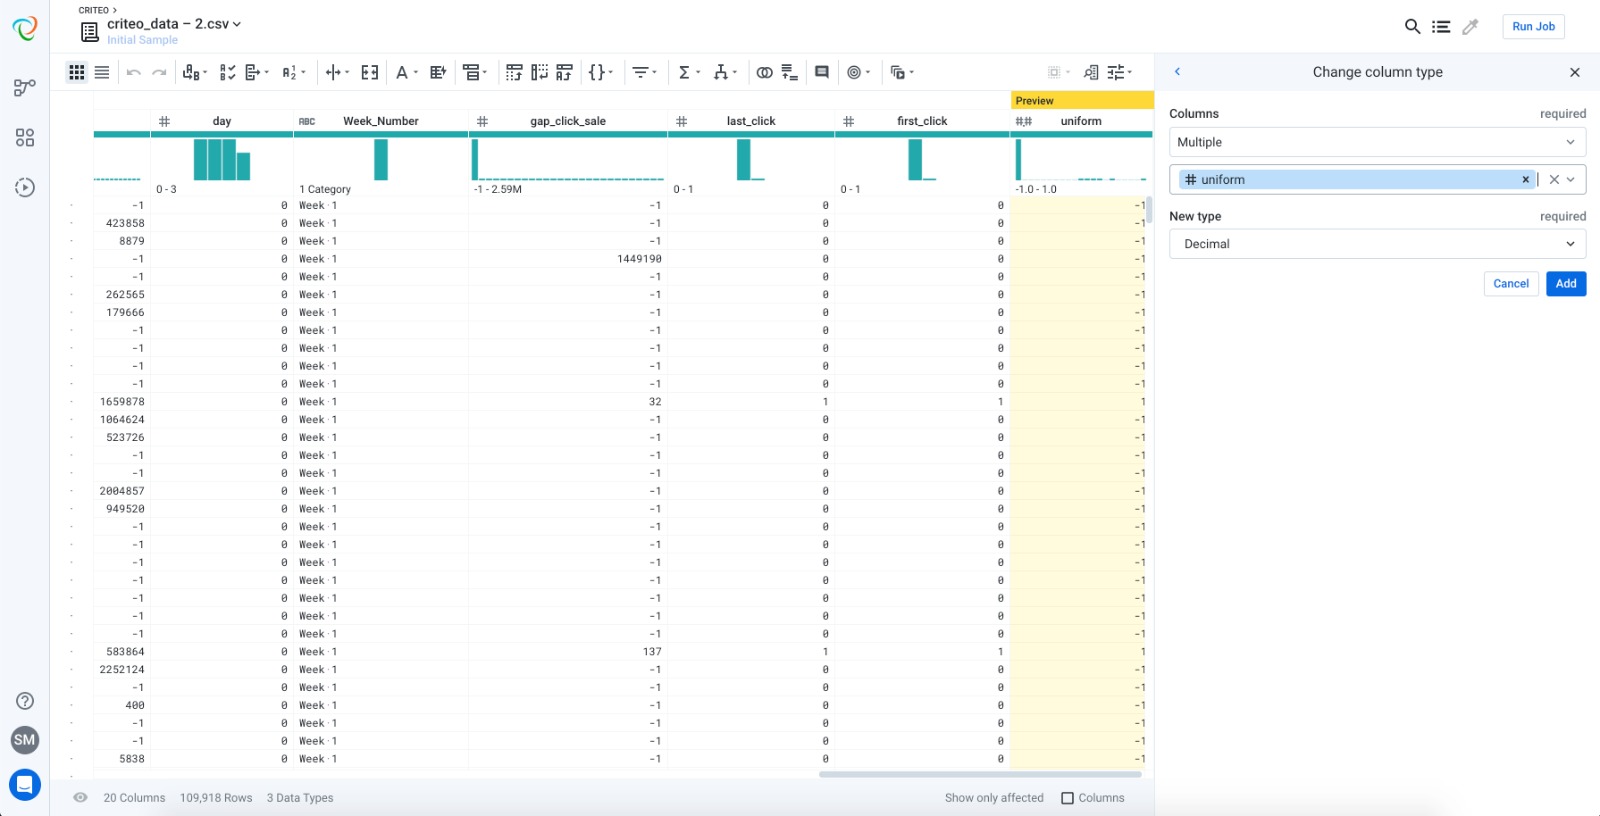 CRITEO >
criteo_data – 2.csv
Initial Sample
Run Job
Change column type
Columns required
Multiple
# uniform ×
New type required
Decimal
Cancel Add
Preview
# day ABC Week_Number # gap_click_sale # last_click # first_click #.# uniform
0 - 3 1 Category -1 - 2.59M 0 - 1 0 - 1 -1.0 - 1.0
-1 0 Week·1 -1 0 0 -1
423858 0 Week·1 -1 0 0 -1
8879 0 Week·1 -1 0 0 -1
-1 0 Week·1 1449190 0 0 -1
-1 0 Week·1 -1 0 0 -1
262565 0 Week·1 -1 0 0 -1
179666 0 Week·1 -1 0 0 -1
-1 0 Week·1 -1 0 0 -1
-1 0 Week·1 -1 0 0 -1
-1 0 Week·1 -1 0 0 -1
-1 0 Week·1 -1 0 0 -1
1659878 0 Week·1 32 1 1 1
1064624 0 Week·1 -1 0 0 -1
523726 0 Week·1 -1 0 0 -1
-1 0 Week·1 -1 0 0 -1
-1 0 Week·1 -1 0 0 -1
2004857 0 Week·1 -1 0 0 -1
949520 0 Week·1 -1 0 0 -1
-1 0 Week·1 -1 0 0 -1
-1 0 Week·1 -1 0 0 -1
-1 0 Week·1 -1 0 0 -1
-1 0 Week·1 -1 0 0 -1
-1 0 Week·1 -1 0 0 -1
-1 0 Week·1 -1 0 0 -1
-1 0 Week·1 -1 0 0 -1
583864 0 Week·1 137 1 1 1
2252124 0 Week·1 -1 0 0 -1
-1 0 Week·1 -1 0 0 -1
400 0 Week·1 -1 0 0 -1
-1 0 Week·1 -1 0 0 -1
-1 0 Week·1 -1 0 0 -1
5838 0 Week·1 -1 0 0 -1
SM
20 Columns 109,918 Rows 3 Data Types Show only affected Columns